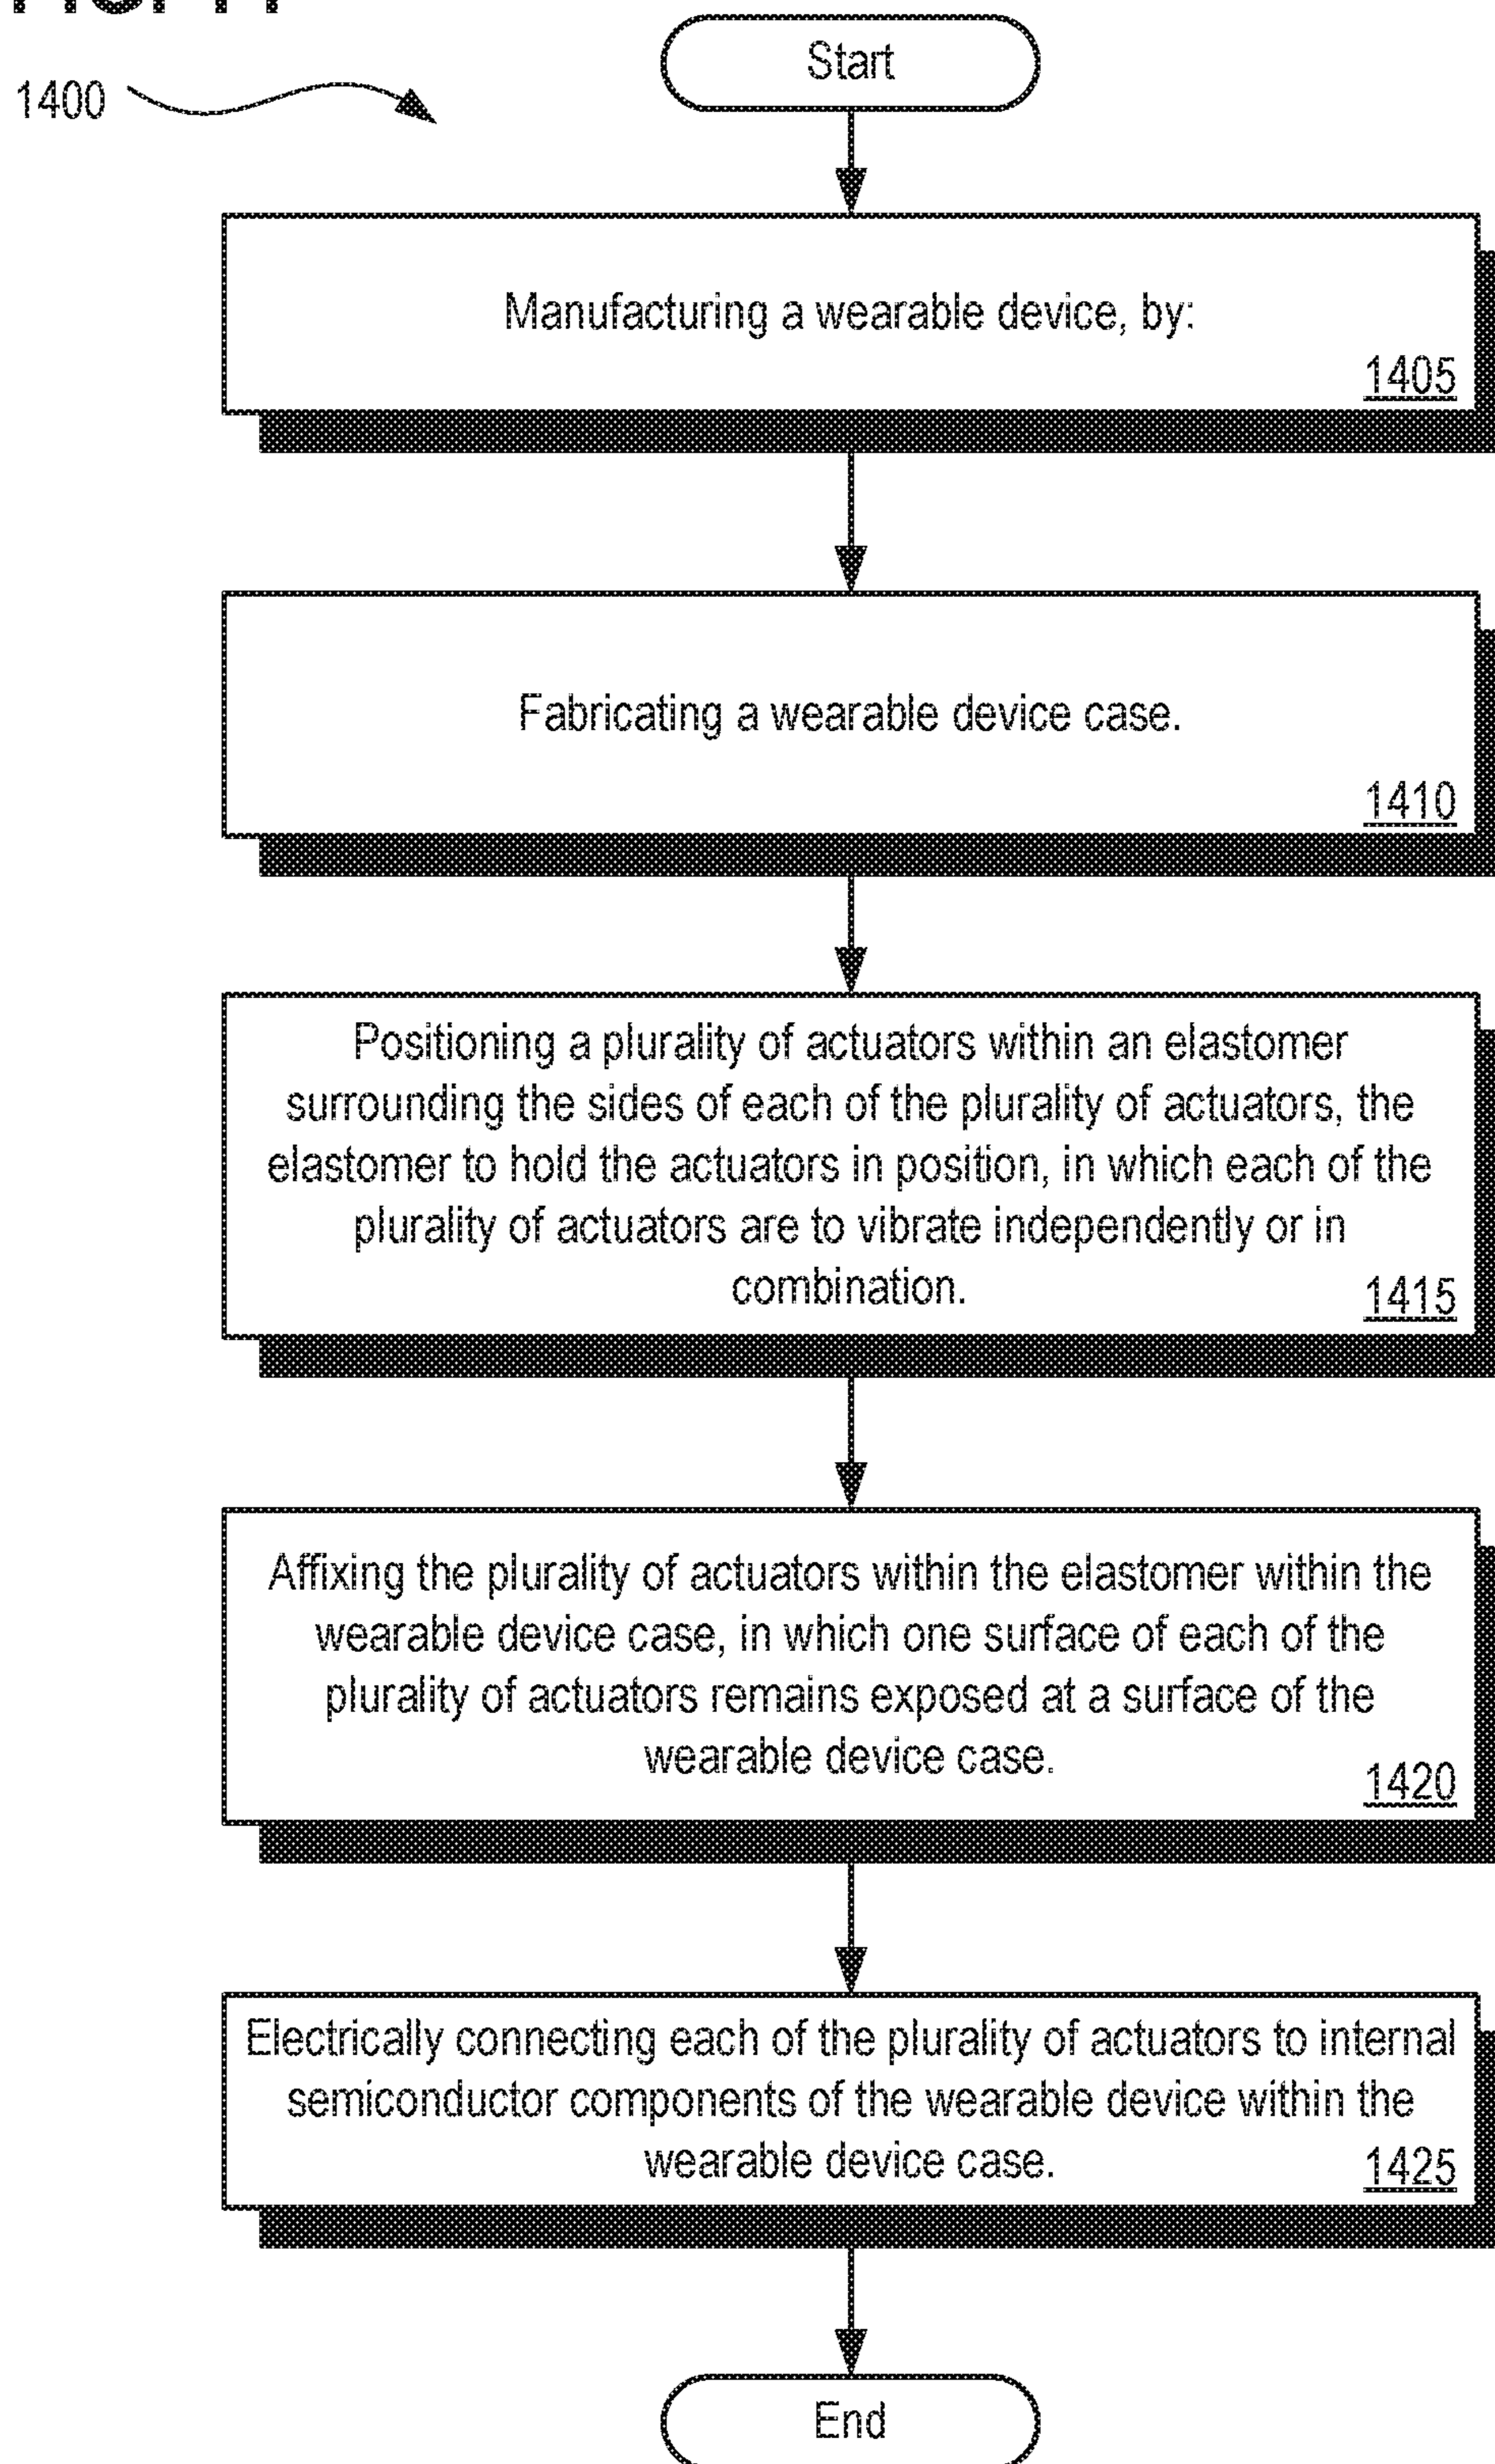 1400
Start
Manufacturing a wearable device, by:
1405
Fabricating a wearable device case.
1410
Positioning a plurality of actuators within an elastomer
surrounding the sides of each of the plurality of actuators, the
elastomer to hold the actuators in position, in which each of the
plurality of actuators are to vibrate independently or in
combination.
1415
Affixing the plurality of actuators within the elastomer within the
wearable device case, in which one surface of each of the
plurality of actuators remains exposed at a surface of the
wearable device case.
1420
Electrically connecting each of the plurality of actuators to internal
semiconductor components of the wearable device within the
wearable device case.
1425
End